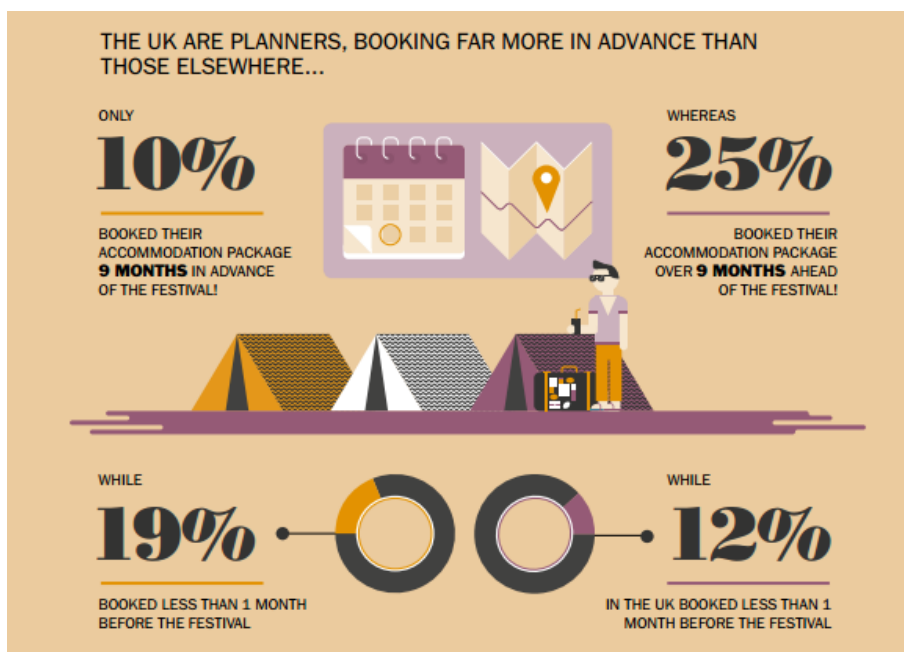 THE UK ARE PLANNERS, BOOKING FAR MORE IN ADVANCE THAN
THOSE ELSEWHERE...
ONLY
10%
BOOKED THEIR
ACCOMMODATION PACKAGE
9 MONTHS IN ADVANCE
OF THE FESTIVAL!
WHEREAS
25%
BOOKED THEIR
ACCOMMODATION PACKAGE
OVER 9 MONTHS AHEAD
OF THE FESTIVAL!
WHILE
19%
BOOKED LESS THAN 1 MONTH
BEFORE THE FESTIVAL
WHILE
12%
IN THE UK BOOKED LESS THAN 1
MONTH BEFORE THE FESTIVAL